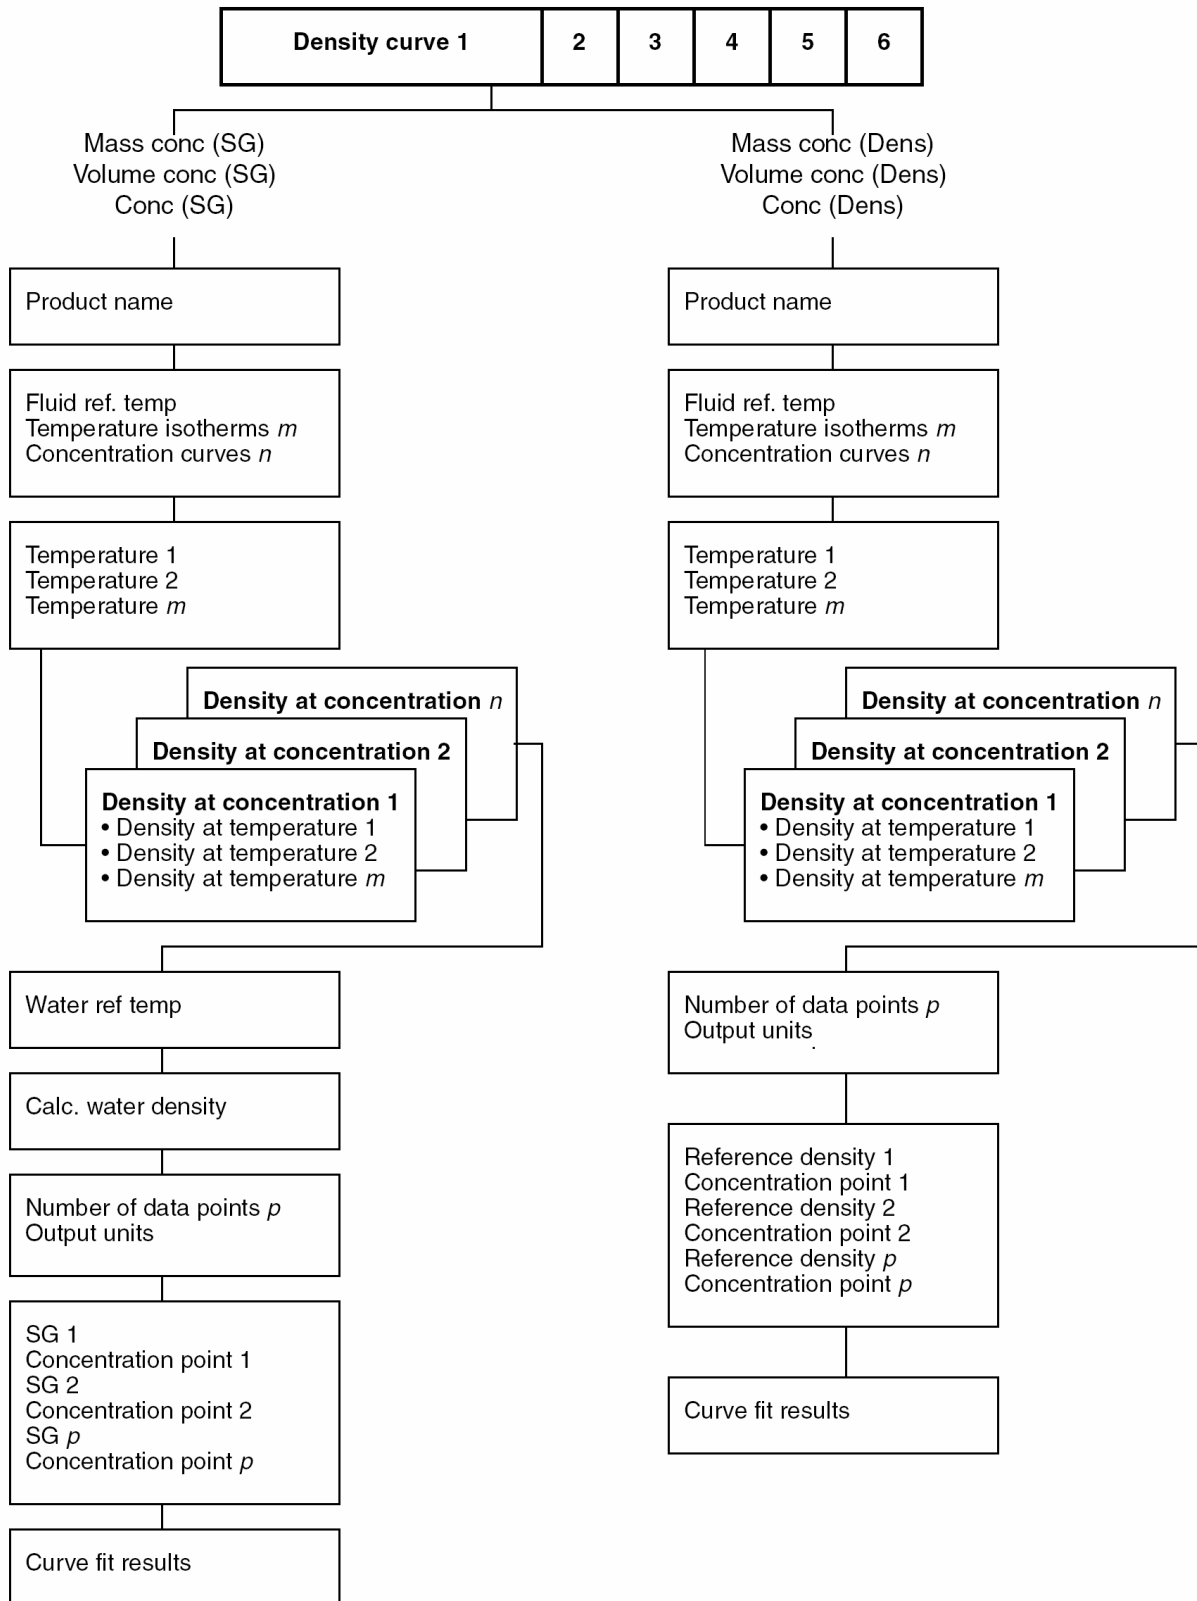 Density curve 1 2 3 4 5 6
Mass conc (SG)
Volume conc (SG)
Conc (SG)
Product name
Fluid ref. temp
Temperature isotherms m
Concentration curves n
Temperature 1
Temperature 2
Temperature m
Density at concentration n
Density at concentration 2
Density at concentration 1
• Density at temperature 1
• Density at temperature 2
• Density at temperature m
Water ref temp
Calc. water density
Number of data points p
Output units
SG 1
Concentration point 1
SG 2
Concentration point 2
SG p
Concentration point p
Curve fit results
Mass conc (Dens)
Volume conc (Dens)
Conc (Dens)
Product name
Fluid ref. temp
Temperature isotherms m
Concentration curves n
Temperature 1
Temperature 2
Temperature m
Density at concentration n
Density at concentration 2
Density at concentration 1
• Density at temperature 1
• Density at temperature 2
• Density at temperature m
Number of data points p
Output units
Reference density 1
Concentration point 1
Reference density 2
Concentration point 2
Reference density p
Concentration point p
Curve fit results